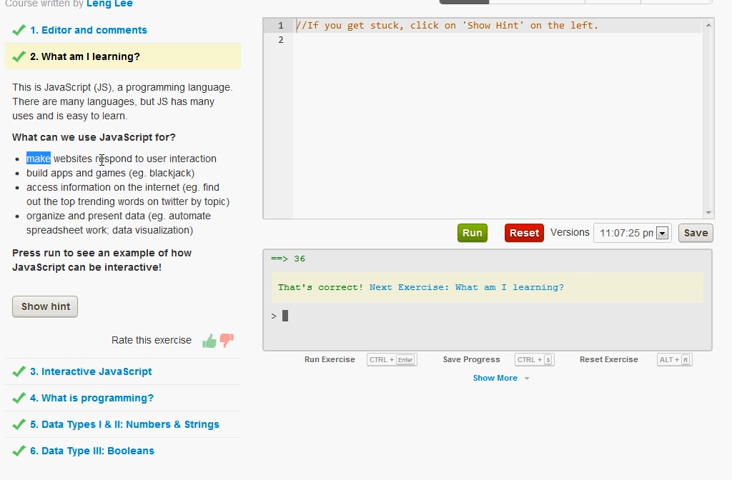 Course written by Leng Lee
1. Editor and comments
2. What am I learning?
This is JavaScript (JS), a programming language.
There are many languages, but JS has many
uses and is easy to learn.
What can we use JavaScript for?
make websites respond to user interaction
build apps and games (eg. blackjack)
access information on the internet (eg. find
out the top trending words on twitter by topic)
organize and present data (eg. automate
spreadsheet work; data visualization)
Press run to see an example of how
JavaScript can be interactive!
Show hint
Rate this exercise
3. Interactive JavaScript
4. What is programming?
5. Data Types I & II: Numbers & Strings
6. Data Type III: Booleans
1 //If you get stuck, click on 'Show Hint' on the left.
2
Run Reset Versions 11:07:25 pm Save
==> 36
That's correct! Next Exercise: What am I learning?
>
Run Exercise CTRL + Enter Save Progress CTRL + S Reset Exercise ALT + R
Show More